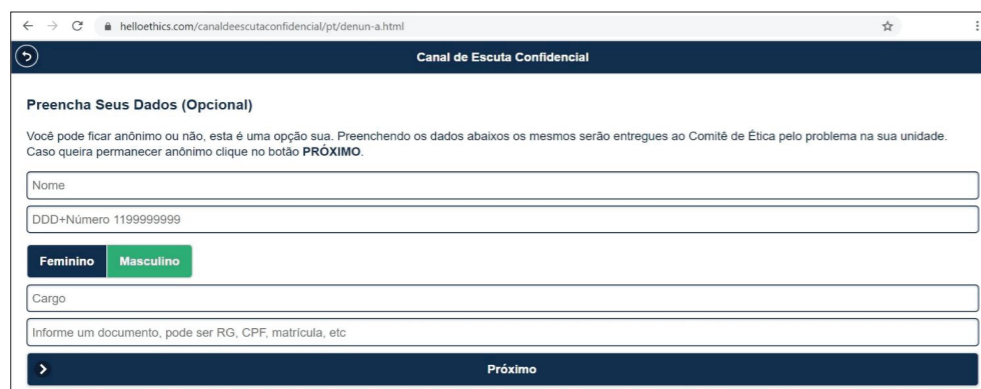 helloethics.com/canaldeescutaconfidencial/pt/denun-a.html
Canal de Escuta Confidencial
Preencha Seus Dados (Opcional)
Você pode ficar anônimo ou não, esta é uma opção sua. Preenchendo os dados abaixos os mesmos serão entregues ao Comitê de Ética pelo problema na sua unidade.
Caso queira permanecer anônimo clique no botão PRÓXIMO.
Nome
DDD+Número 1199999999
Feminino Masculino
Cargo
Informe um documento, pode ser RG, CPF, matrícula, etc
Próximo